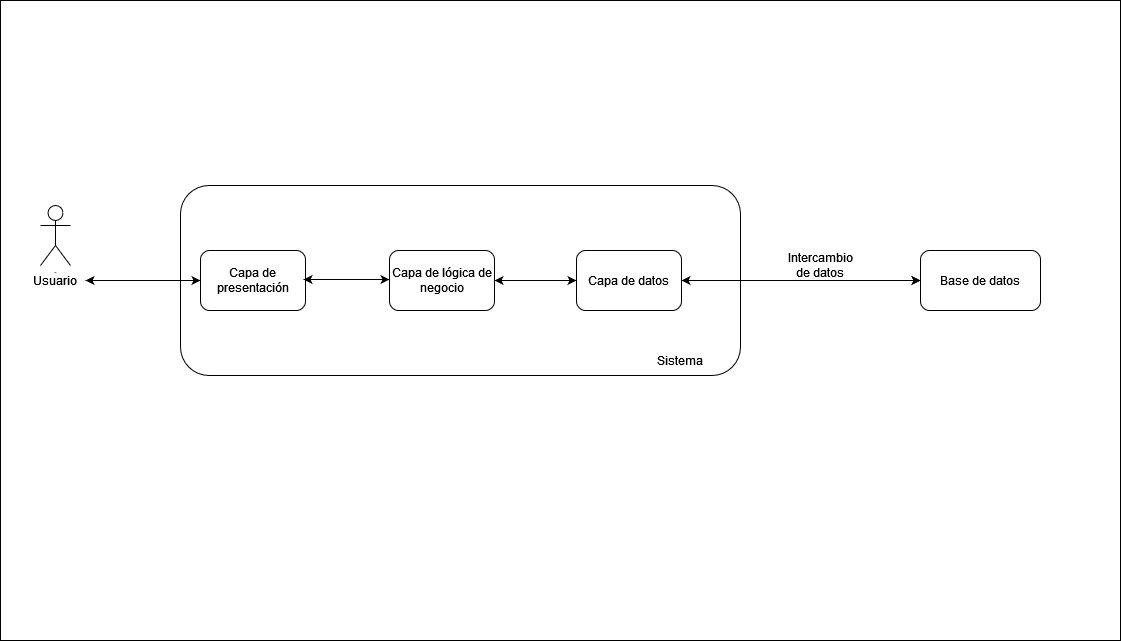 Usuario
Capa de
presentación
Capa de lógica de
negocio
Capa de datos
Sistema
Intercambio
de datos
Base de datos